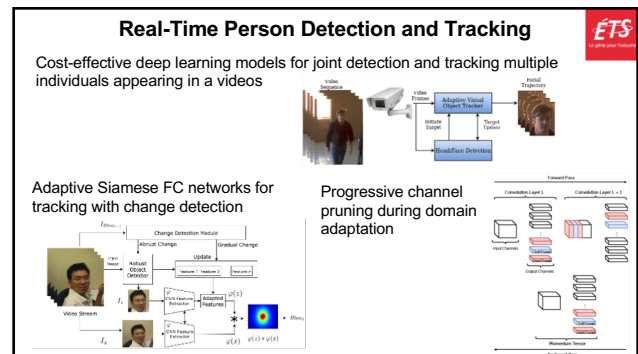 Real-Time Person Detection and Tracking
ÉTS
Le génie pour l'industrie
Cost-effective deep learning models for joint detection and tracking multiple
individuals appearing in a videos
Video
Sequence
Video
Frames
Adaptive Visual
Object Tracker
Facial
Trajectory
Initiate
Target
Target
Update
Head/Face Detection
Adaptive Siamese FC networks for
tracking with change detection
Change Detection Module
Abrupt Change
Gradual Change
Input
Image
Robust
Object
Detector
Update
Feature 1
Feature 2
Feature n
CNN Feature
Extractor
Adapted
Features
φ(z)
Video Stream
CNN Feature
Extractor
φ(x)
φ(z) * φ(x)
Progressive channel
pruning during domain
adaptation
Forward Pass
Convolution Layer L
Convolution Layer L + 1
Input Channels
Output Channels
Momentum Tensor